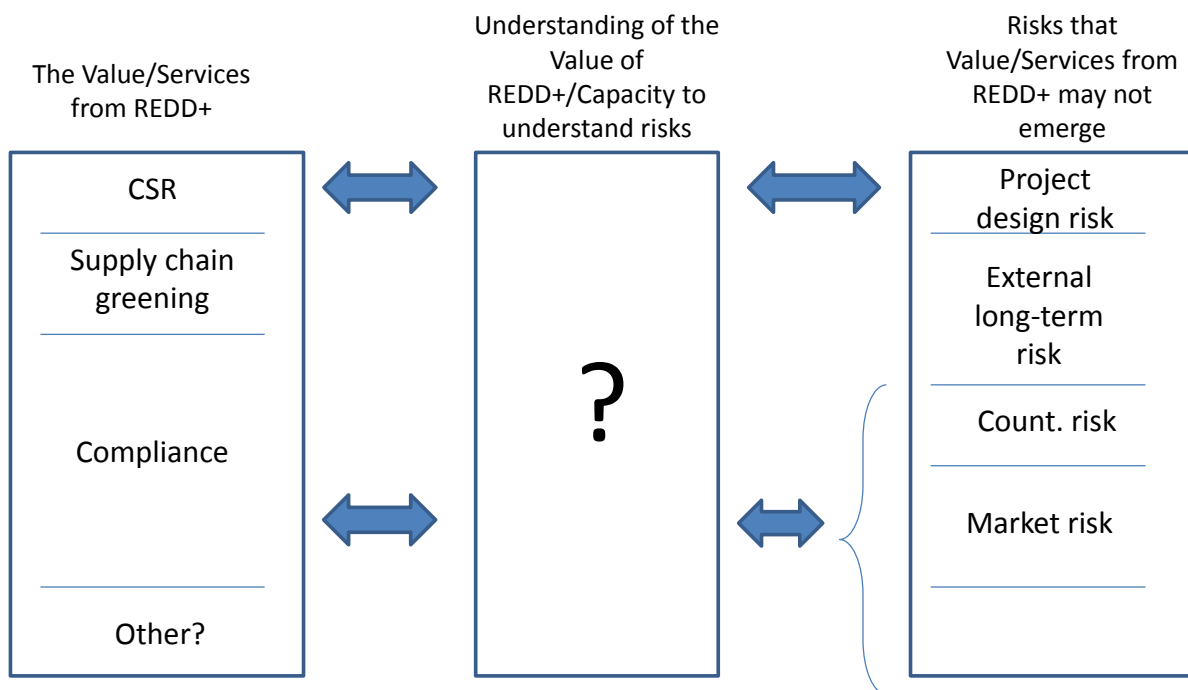 The Value/Services
from REDD+
Understanding of the
Value of
REDD+/Capacity to
understand risks
Risks that
Value/Services from
REDD+ may not
emerge
CSR
Supply chain
greening
Compliance
Other?
?
Project
design risk
External
long-term
risk
Count. risk
Market risk